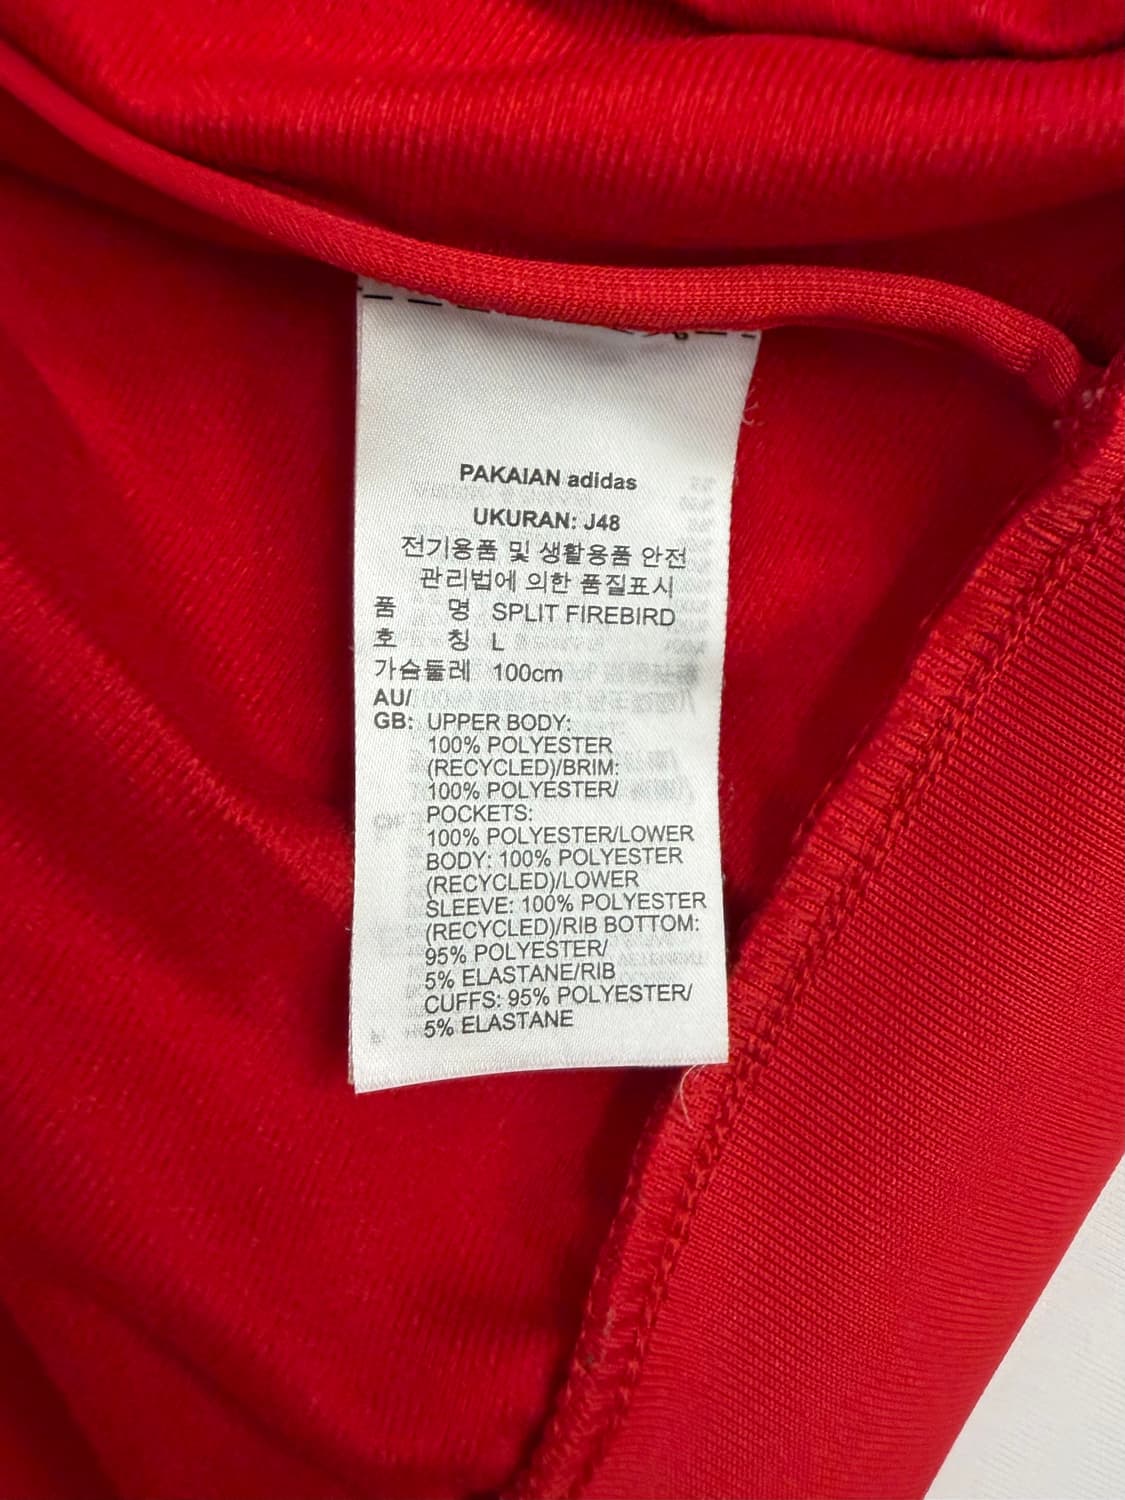 PAKAIAN adidas
UKURAN: J48
전기용품 및 생활용품 안전
관리법에 의한 품질표시
품 명 SPLIT FIREBIRD
호 칭 L
가슴둘레 100cm
AU/
GB: UPPER BODY:
100% POLYESTER
(RECYCLED)/BRIM:
100% POLYESTER/
POCKETS:
100% POLYESTER/LOWER
BODY: 100% POLYESTER
(RECYCLED)/LOWER
SLEEVE: 100% POLYESTER
(RECYCLED)/RIB BOTTOM:
95% POLYESTER/
5% ELASTANE/RIB
CUFFS: 95% POLYESTER/
5% ELASTANE